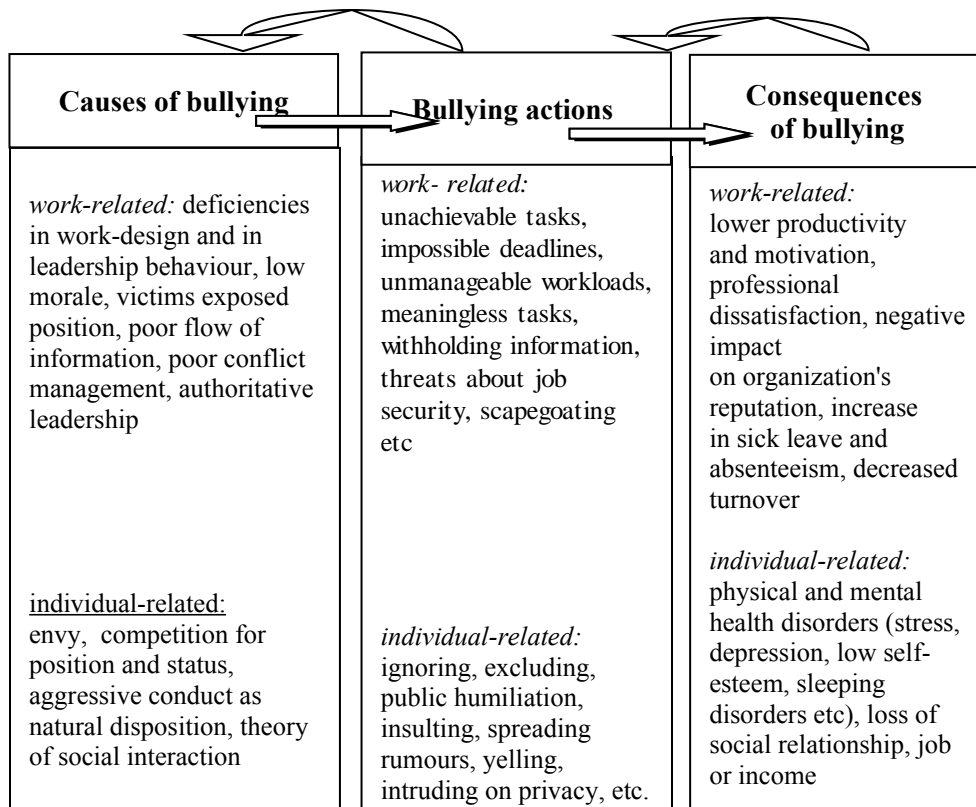 Causes of bullying
work-related: deficiencies
in work-design and in
leadership behaviour, low
morale, victims exposed
position, poor flow of
information, poor conflict
management, authoritative
leadership
individual-related:
envy, competition for
position and status,
aggressive conduct as
natural disposition, theory
of social interaction
Bullying actions
work- related:
unachievable tasks,
impossible deadlines,
unmanageable workloads,
meaningless tasks,
withholding information,
threats about job
security, scapegoating
etc
individual-related:
ignoring, excluding,
public humiliation,
insulting, spreading
rumours, yelling,
intruding on privacy, etc.
Consequences
of bullying
work-related:
lower productivity
and motivation,
professional
dissatisfaction, negative
impact
on organization's
reputation, increase
in sick leave and
absenteeism, decreased
turnover
individual-related:
physical and mental
health disorders (stress,
depression, low self-
esteem, sleeping
disorders etc), loss of
social relationship, job
or income